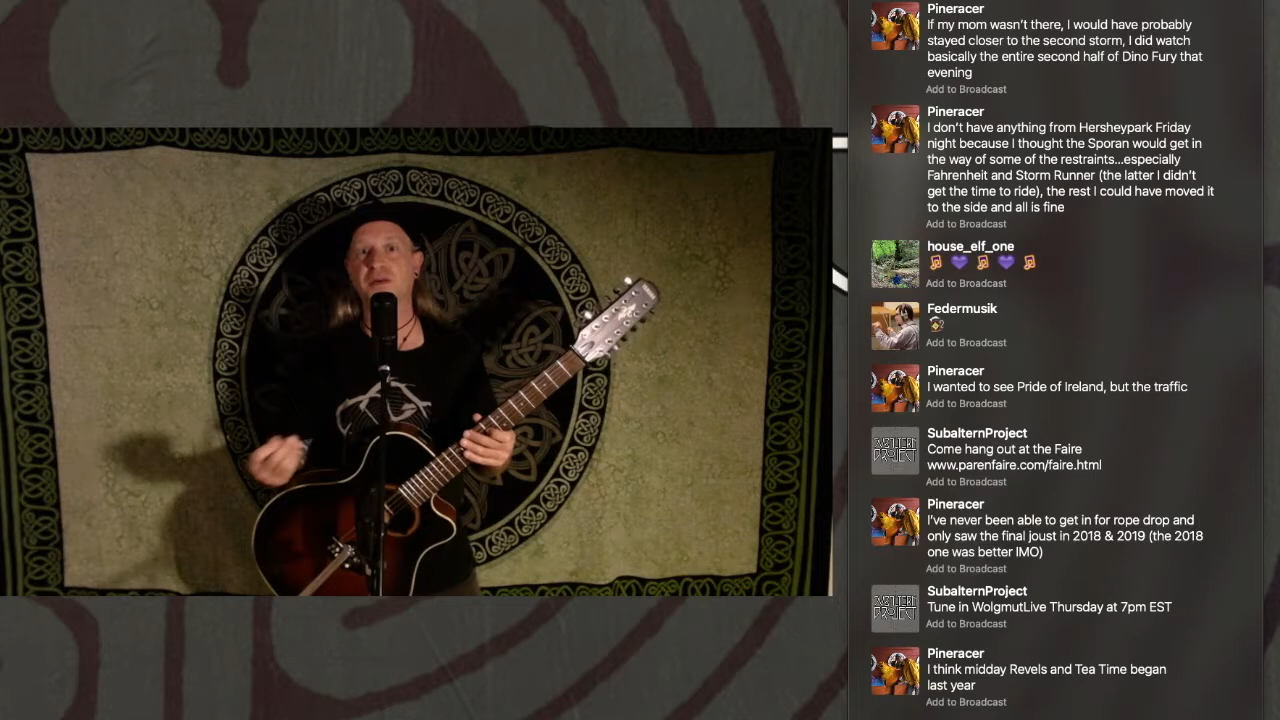 Pineracer
If my mom wasn't there, I would have probably
stayed closer to the second storm, I did watch
basically the entire second half of Dino Fury that
evening
Add to Broadcast
Pineracer
I don't have anything from Hersheypark Friday
night because I thought the Sporan would get in
the way of some of the restraints...especially
Fahrenheit and Storm Runner (the latter I didn't
get the time to ride), the rest I could have moved it
to the side and all is fine
Add to Broadcast
house_elf_one
Add to Broadcast
Federmusik
Add to Broadcast
Pineracer
I wanted to see Pride of Ireland, but the traffic
Add to Broadcast
SUBALTERN
PROJECT
SubalternProject
Come hang out at the Faire
www.parenfaire.com/faire.html
Add to Broadcast
Pineracer
I've never been able to get in for rope drop and
only saw the final joust in 2018 & 2019 (the 2018
one was better IMO)
Add to Broadcast
SUBALTERN
PROJECT
SubalternProject
Tune in WolgmutLive Thursday at 7pm EST
Add to Broadcast
Pineracer
I think midday Revels and Tea Time began
last year
Add to Broadcast